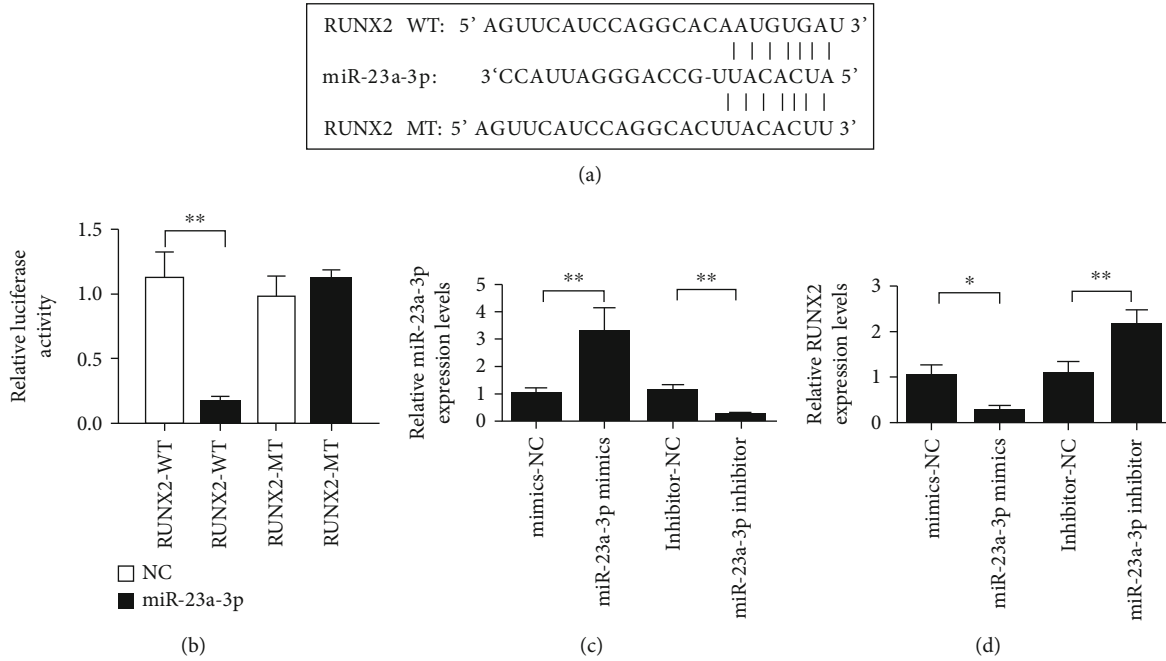 RUNX2 WT: 5’ AGUUCAUCCAGGCACAAUGUGAU 3’
miR-23a-3p: 3‘CCAUUAGGGACCG-UUACACUA 5’
RUNX2 MT: 5’ AGUUCAUCCAGGCACUUACACUU 3’
(a)
Relative luciferase
activity
1.5
1.0
0.5
0.0
**
RUNX2-WT
RUNX2-WT
RUNX2-MT
RUNX2-MT
NC
miR-23a-3p
(b)
Relative miR-23a-3p
expression levels
5
4
3
2
1
0
**
**
mimics-NC
miR-23a-3p mimics
Inhibitor-NC
miR-23a-3p inhibitor
(c)
Relative RUNX2
expression levels
3
2
1
0
*
**
mimics-NC
miR-23a-3p mimics
Inhibitor-NC
miR-23a-3p inhibitor
(d)